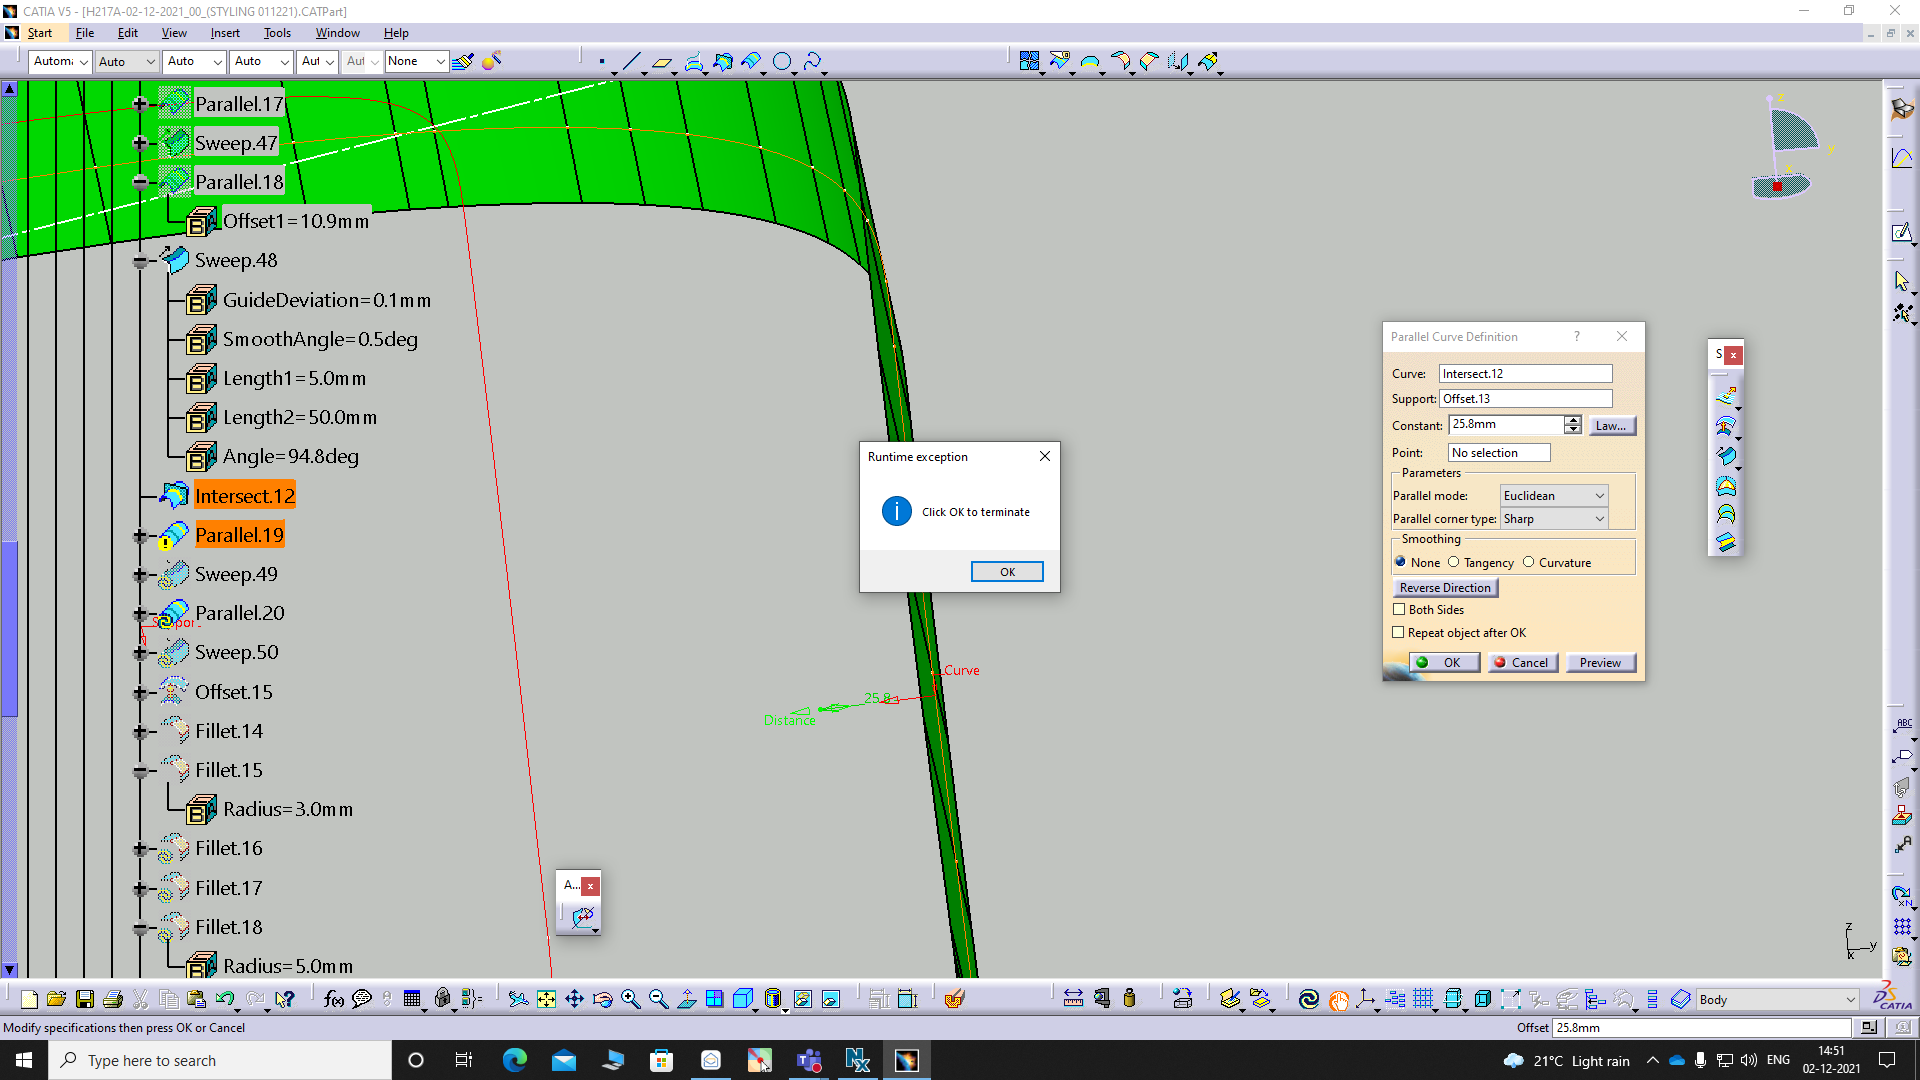 CATIA V5 - [H217A-02-12-2021_00_(STYLING 011221).CATPart]
Start File Edit View Insert Tools Window Help
Auto Auto Auto None
Parallel.17
Sweep.47
Parallel.18
Offset1=10.9mm
Sweep.48
GuideDeviation=0.1mm
SmoothAngle=0.5deg
Length1=5.0mm
Length2=50.0mm
Angle=94.8deg
Intersect.12
Parallel.19
Sweep.49
Parallel.20
Sweep.50
Offset.15
Fillet.14
Fillet.15
Radius=3.0mm
Fillet.16
Fillet.17
Fillet.18
Radius=5.0mm
Runtime exception
Click OK to terminate
OK
Curve
25.8
Distance
A...
Parallel Curve Definition ?
Curve: Intersect.12
Support: Offset.13
Constant: 25.8mm Law...
Point: No selection
Parameters
Parallel mode: Euclidean
Parallel corner type: Sharp
Smoothing
None Tangency Curvature
Reverse Direction
Both Sides
Repeat object after OK
OK Cancel Preview
S
z
y
x
ABC
Body
CATIA
Modify specifications then press OK or Cancel
Offset 25.8mm
Type here to search
21°C Light rain
ENG
14:51
02-12-2021